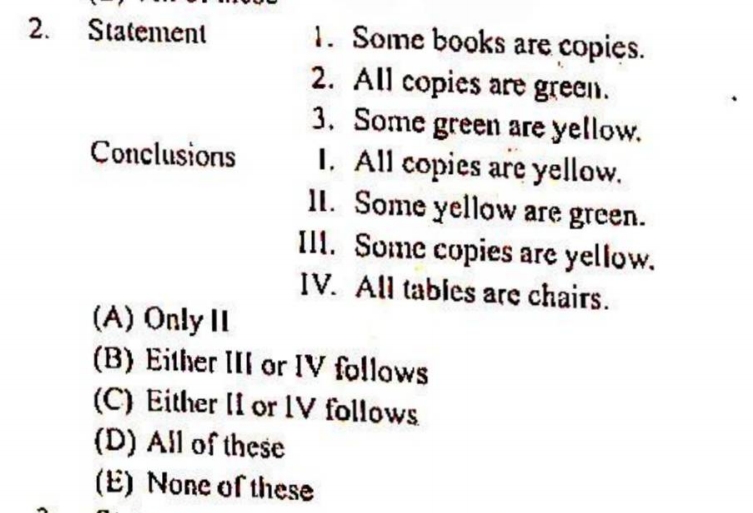 2. Statement 1. Some books are copies.
2. All copies are green.
3. Some green are yellow.
Conclusions I. All copies are yellow.
II. Some yellow are green.
III. Some copies are yellow.
IV. All tables are chairs.
(A) Only II
(B) Either III or IV follows
(C) Either II or IV follows
(D) All of these
(E) None of these